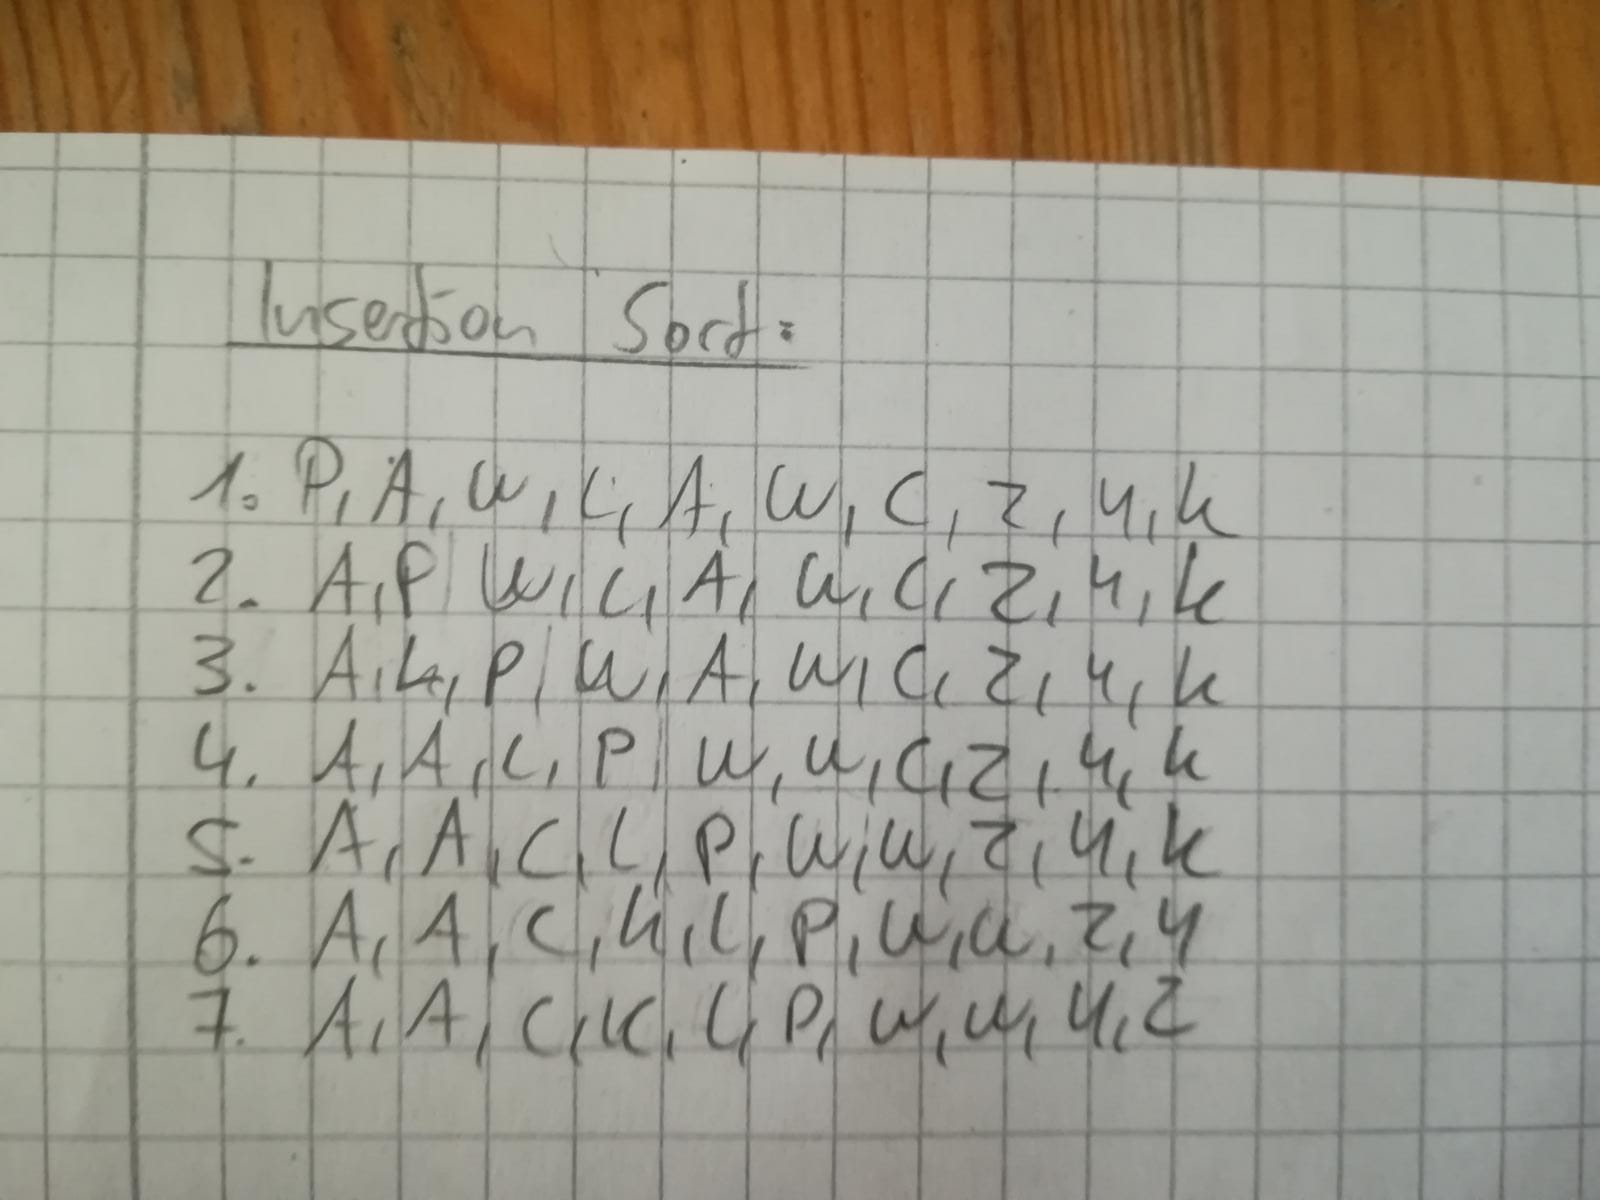 Insertion Sort:
1. P, A, W, L, A, W, C, Z, Y, K
2. A, P | W, L, A, W, C, Z, Y, K
3. A, L, P | W, A, W, C, Z, Y, K
4. A, A, L, P | W, W, C, Z, Y, K
5. A, A, C, L, P, W, W, Z, Y, K
6. A, A, C, K, L, P, W, W, Z, Y
7. A, A, C, K, L, P, W, W, Y, Z